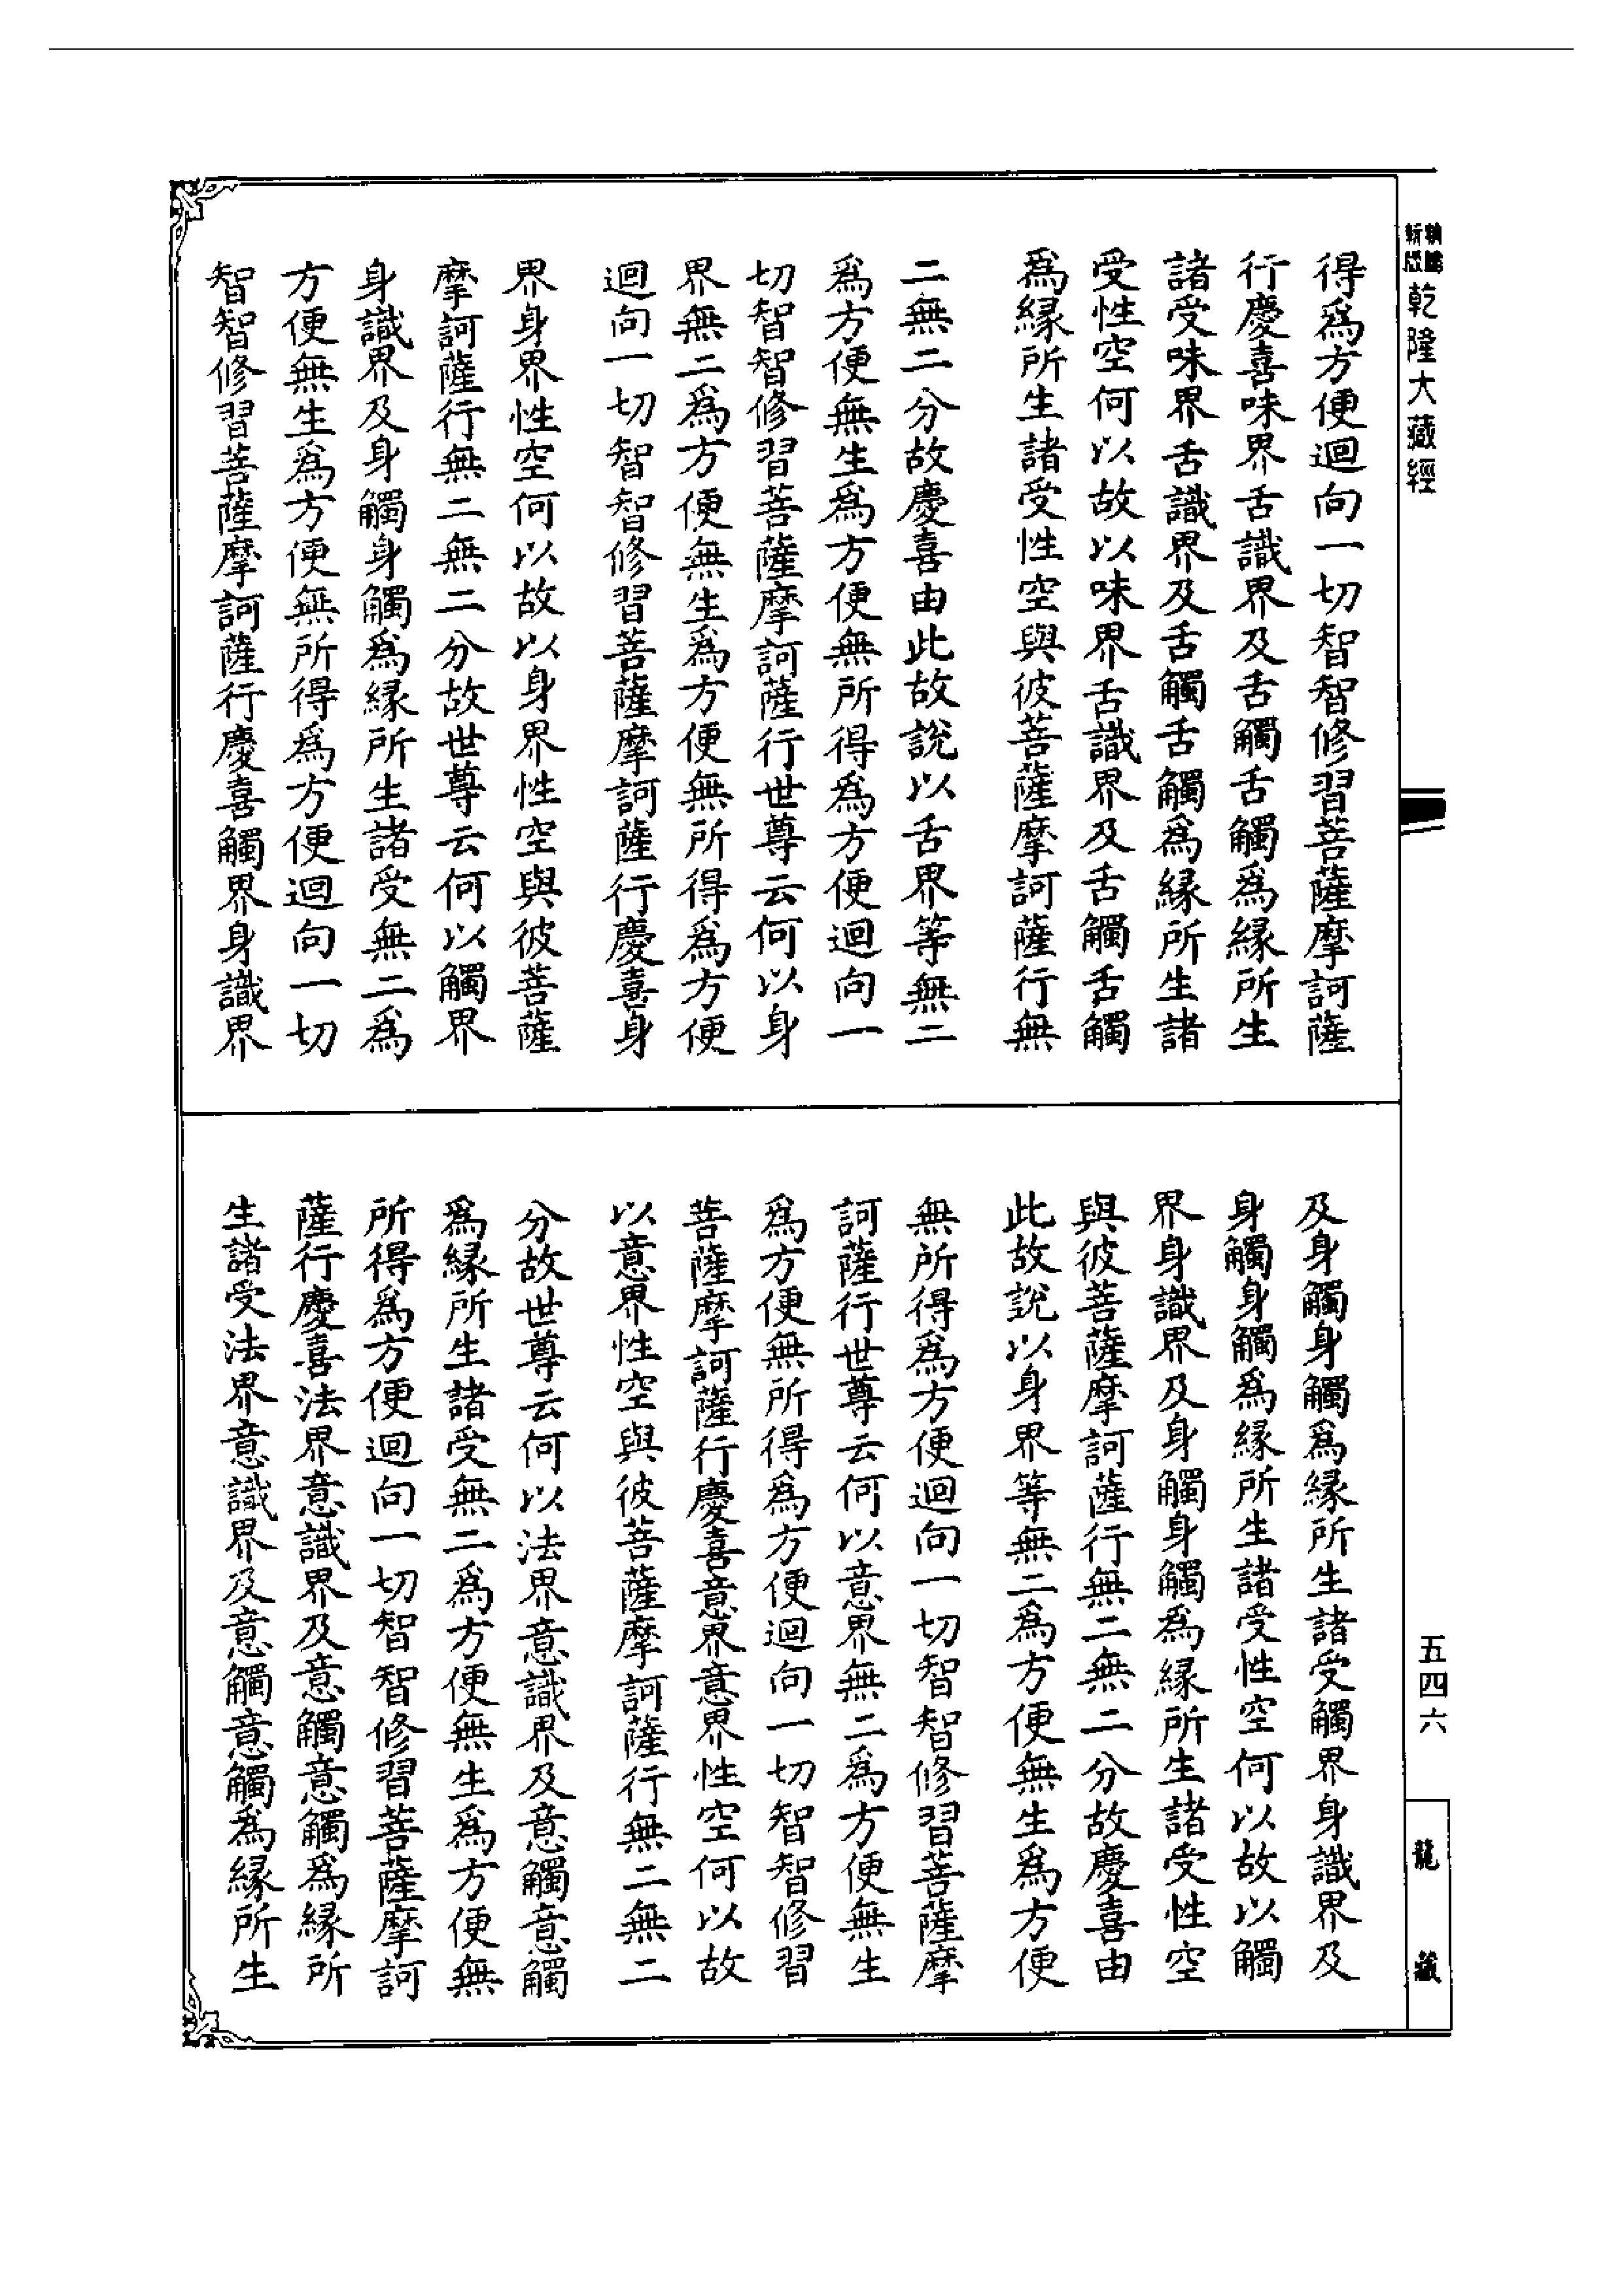 乾隆大藏經
得爲方便迴向一切智智修習菩薩摩訶薩
行慶喜味界舌識界及舌觸舌觸爲緣所生
諸受味界舌識界及舌觸舌觸爲緣所生諸
受性空何以故以味界舌識界及舌觸舌觸
爲緣所生諸受性空與彼菩薩摩訶薩行無
二無二分故慶喜由此故說以舌界等無二
爲方便無生爲方便無所得爲方便迴向一
切智智修習菩薩摩訶薩行世尊云何以身
界無二爲方便無生爲方便無所得爲方便
迴向一切智智修習菩薩摩訶薩行慶喜身
界身界性空何以故以身界性空與彼菩薩
摩訶薩行無二無二分故世尊云何以觸界
身識界及身觸身觸爲緣所生諸受無二爲
方便無生爲方便無所得爲方便迴向一切
智智修習菩薩摩訶薩行慶喜觸界身識界
及身觸身觸爲緣所生諸受觸界身識界及
身觸身觸爲緣所生諸受性空何以故以觸
界身識界及身觸身觸爲緣所生諸受性空
與彼菩薩摩訶薩行無二無二分故慶喜由
此故說以身界等無二爲方便無生爲方便
無所得爲方便迴向一切智智修習菩薩摩
訶薩行世尊云何以意界無二爲方便無生
爲方便無所得爲方便迴向一切智智修習
菩薩摩訶薩行慶喜意界意界性空何以故
以意界性空與彼菩薩摩訶薩行無二無二
分故世尊云何以法界意識界及意觸意觸
爲緣所生諸受無二爲方便無生爲方便無
所得爲方便迴向一切智智修習菩薩摩訶
薩行慶喜法界意識界及意觸意觸爲緣所
生諸受法界意識界及意觸意觸爲緣所生
五四六
龍藏